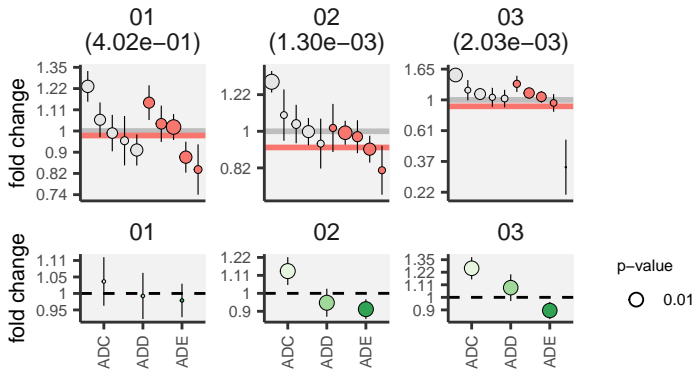 01
(4.02e−01)
02
(1.30e−03)
03
(2.03e−03)
fold change
1.35
1.22
1.11
1
0.9
0.82
0.74
1.22
1
0.82
1.65
1
0.61
0.37
0.22
01
02
03
fold change
1.11
1.05
1
0.95
1.22
1.11
1
0.9
1.35
1.22
1.11
1
0.9
ADC
ADD
ADE
ADC
ADD
ADE
ADC
ADD
ADE
p−value
0.01